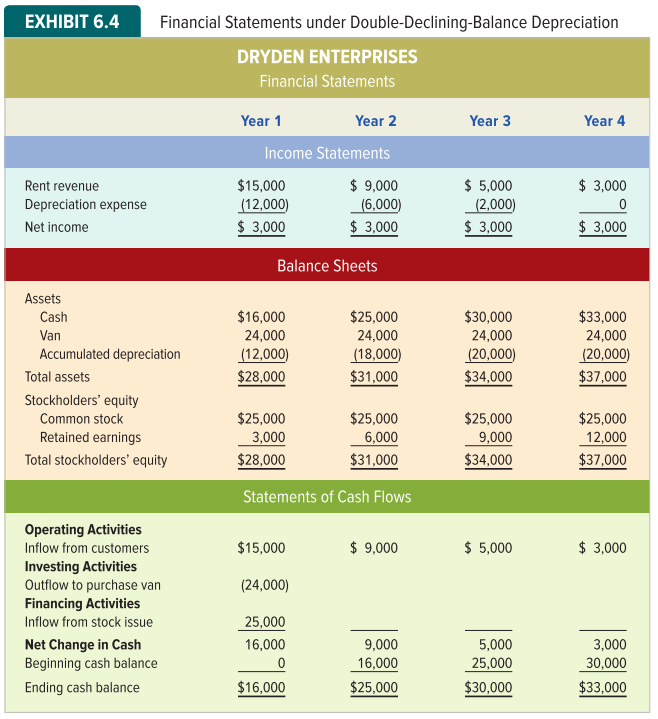 EXHIBIT 6.4 Financial Statements under Double-Declining-Balance Depreciation
DRYDEN ENTERPRISES
Financial Statements
Year 1 Year 2 Year 3 Year 4
Income Statements
Rent revenue $15,000 $ 9,000 $ 5,000 $ 3,000
Depreciation expense (12,000) (6,000) (2,000) 0
Net income $ 3,000 $ 3,000 $ 3,000 $ 3,000
Balance Sheets
Assets
Cash $16,000 $25,000 $30,000 $33,000
Van 24,000 24,000 24,000 24,000
Accumulated depreciation (12,000) (18,000) (20,000) (20,000)
Total assets $28,000 $31,000 $34,000 $37,000
Stockholders' equity
Common stock $25,000 $25,000 $25,000 $25,000
Retained earnings 3,000 6,000 9,000 12,000
Total stockholders' equity $28,000 $31,000 $34,000 $37,000
Statements of Cash Flows
Operating Activities
Inflow from customers $15,000 $ 9,000 $ 5,000 $ 3,000
Investing Activities
Outflow to purchase van (24,000)
Financing Activities
Inflow from stock issue 25,000
Net Change in Cash 16,000 9,000 5,000 3,000
Beginning cash balance 0 16,000 25,000 30,000
Ending cash balance $16,000 $25,000 $30,000 $33,000